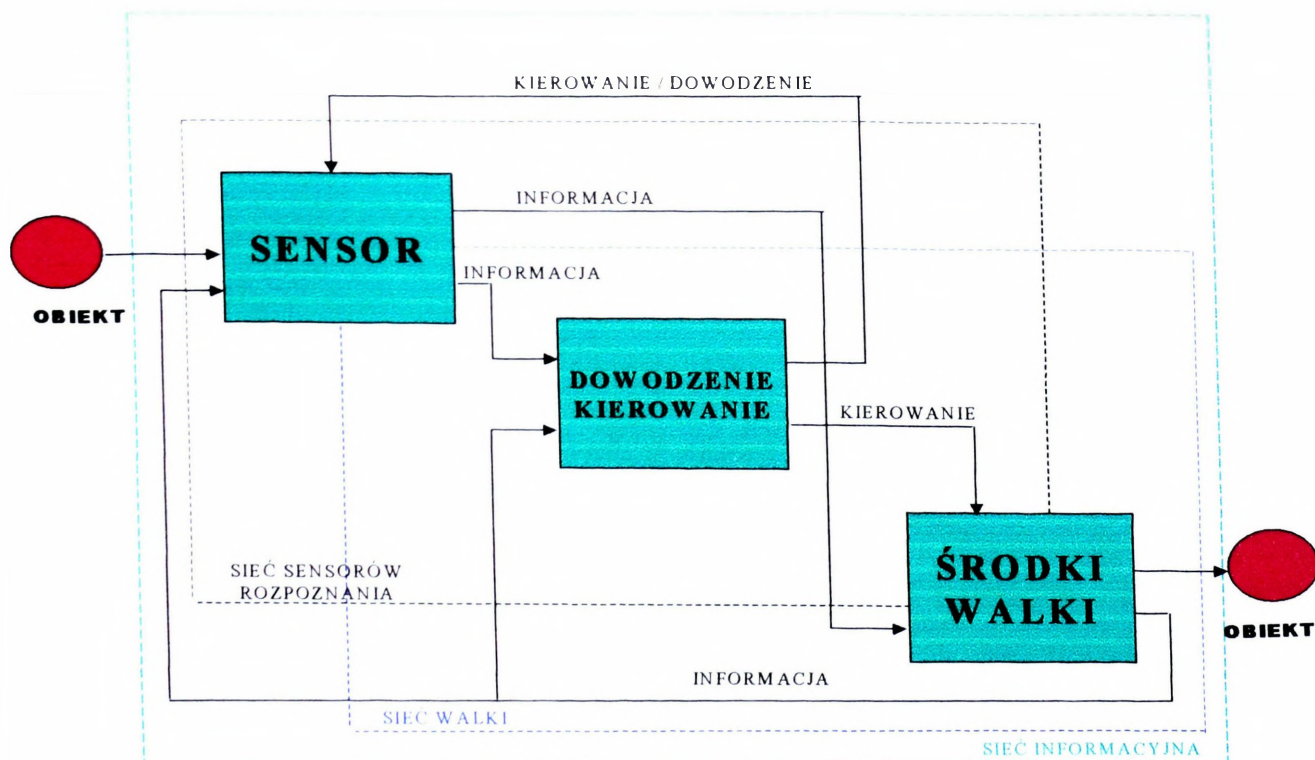 KIEROWANIE / DOWODZENIE
INFORMACJA
SENSOR
INFORMACJA
OBIEKT
DOWODZENIE
KIEROWANIE
KIEROWANIE
ŚRODKI
WALKI
SIEĆ SENSORÓW
ROZPOZNANIA
OBIEKT
INFORMACJA
SIEĆ WALKI
SIEĆ INFORMACYJNA